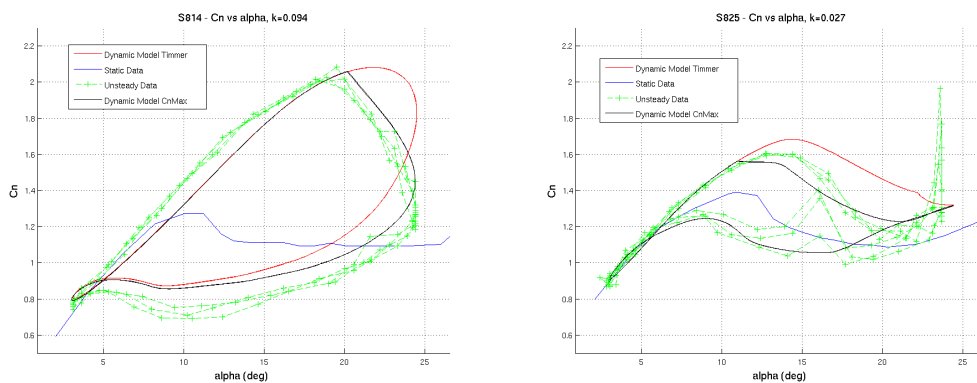 S814 - Cn vs alpha, k=0.094
2.2
2
1.8
1.6
1.4
1.2
1
0.8
0.6
Cn
Dynamic Model Timmer
Static Data
Unsteady Data
Dynamic Model CnMax
5
10
15
20
25
alpha (deg)
S825 - Cn vs alpha, k=0.027
2.2
2
1.8
1.6
1.4
1.2
1
0.8
0.6
Cn
Dynamic Model Timmer
Static Data
Unsteady Data
Dynamic Model CnMax
5
10
15
20
25
alpha (deg)